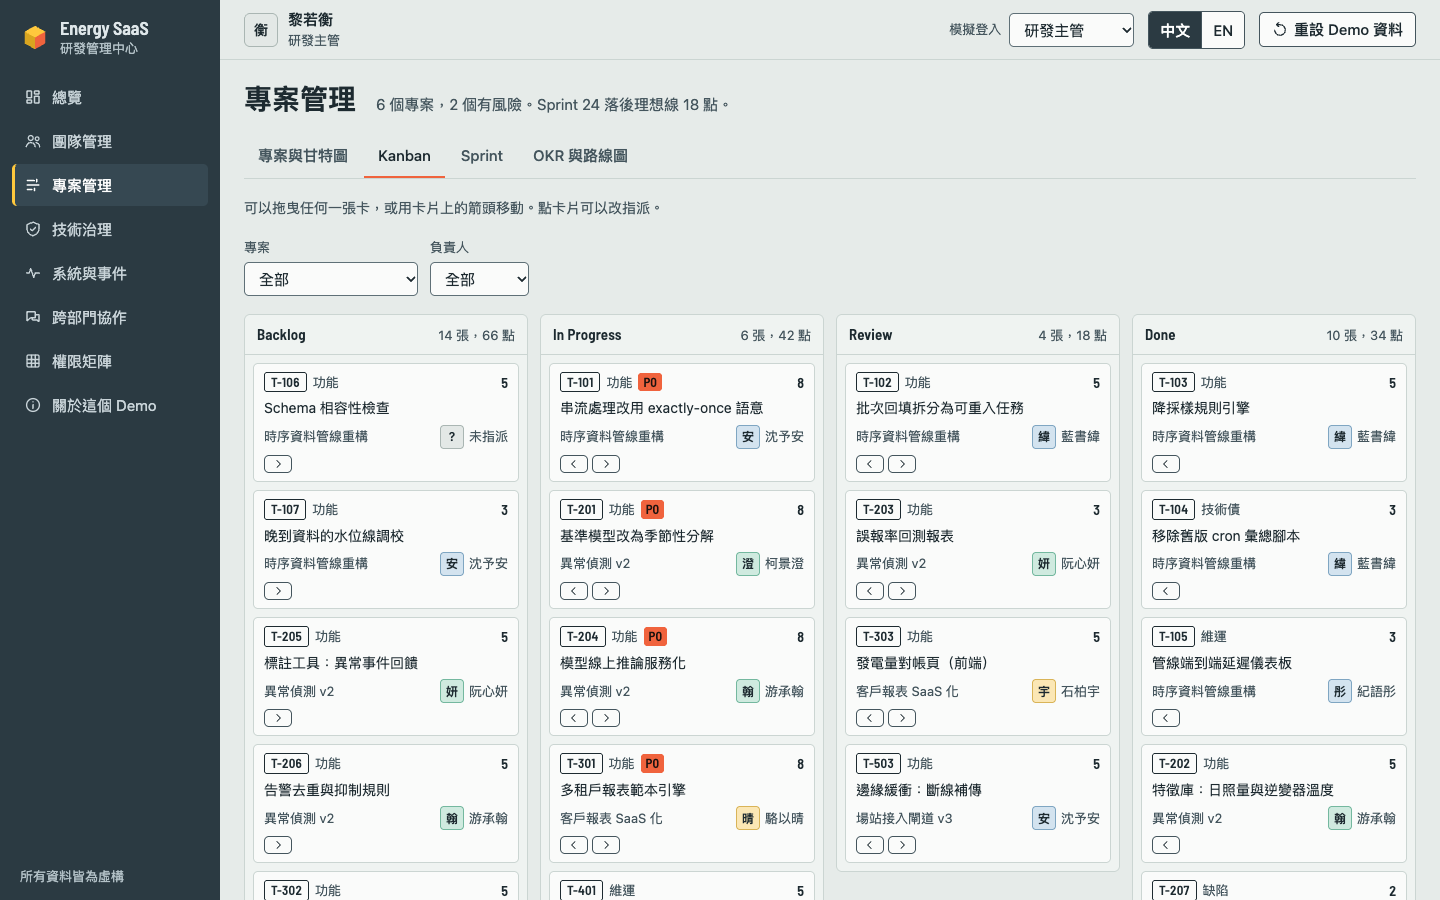 Energy SaaS
研發管理中心
總覽
團隊管理
專案管理
技術治理
系統與事件
跨部門協作
權限矩陣
關於這個 Demo
所有資料皆為虛構
衡
黎若衡
研發主管
模擬登入
研發主管
中文
EN
重設 Demo 資料
專案管理
6 個專案，2 個有風險。Sprint 24 落後理想線 18 點。
專案與甘特圖
Kanban
Sprint
OKR 與路線圖
可以拖曳任何一張卡，或用卡片上的箭頭移動。點卡片可以改指派。
專案
全部
負責人
全部
Backlog
14 張，66 點
T-106 功能 5
Schema 相容性檢查
時序資料管線重構 ? 未指派
T-107 功能 3
晚到資料的水位線調校
時序資料管線重構 安 沈予安
T-205 功能 5
標註工具：異常事件回饋
異常偵測 v2 妍 阮心妍
T-206 功能 5
告警去重與抑制規則
異常偵測 v2 翰 游承翰
T-302 功能 5
In Progress
6 張，42 點
T-101 功能 P0 8
串流處理改用 exactly-once 語意
時序資料管線重構 安 沈予安
T-201 功能 P0 8
基準模型改為季節性分解
異常偵測 v2 澄 柯景澄
T-204 功能 P0 8
模型線上推論服務化
異常偵測 v2 翰 游承翰
T-301 功能 P0 8
多租戶報表範本引擎
客戶報表 SaaS 化 晴 駱以晴
T-401 維運 5
Review
4 張，18 點
T-102 功能 5
批次回填拆分為可重入任務
時序資料管線重構 緯 藍書緯
T-203 功能 3
誤報率回測報表
異常偵測 v2 妍 阮心妍
T-303 功能 5
發電量對帳頁（前端）
客戶報表 SaaS 化 宇 石柏宇
T-503 功能 5
邊緣緩衝：斷線補傳
場站接入閘道 v3 安 沈予安
Done
10 張，34 點
T-103 功能 5
降採樣規則引擎
時序資料管線重構 緯 藍書緯
T-104 技術債 3
移除舊版 cron 彙總腳本
時序資料管線重構 緯 藍書緯
T-105 維運 3
管線端到端延遲儀表板
時序資料管線重構 彤 紀語彤
T-202 功能 5
特徵庫：日照量與逆變器溫度
異常偵測 v2 翰 游承翰
T-207 缺陷 2